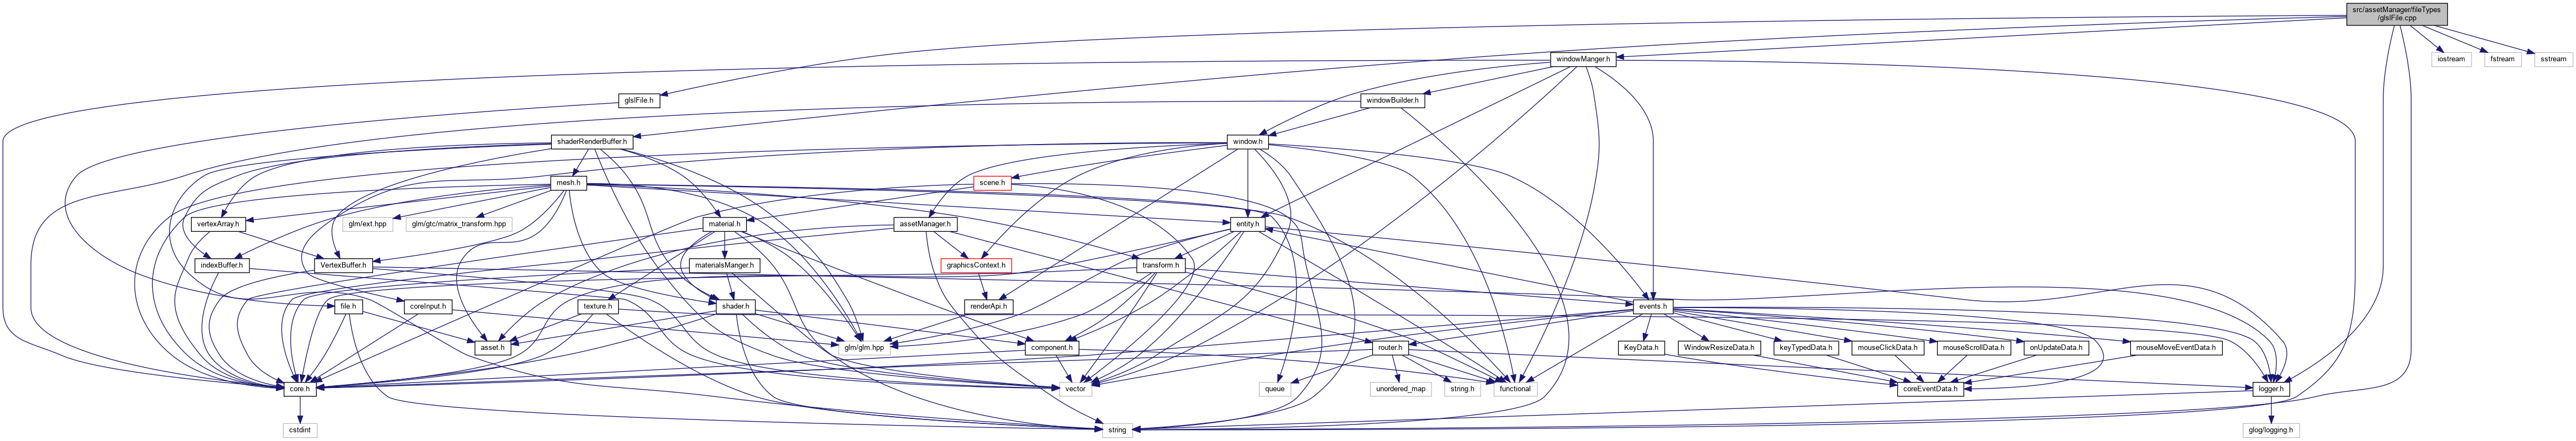 src/assetManager/fileTypes
/glslFile.cpp
windowManger.h
iostream
fstream
sstream
glslFile.h
windowBuilder.h
shaderRenderBuffer.h
window.h
mesh.h
scene.h
vertexArray.h
glm/ext.hpp
glm/gtc/matrix_transform.hpp
material.h
assetManager.h
entity.h
indexBuffer.h
VertexBuffer.h
materialsManger.h
graphicsContext.h
transform.h
file.h
coreInput.h
texture.h
shader.h
renderApi.h
events.h
asset.h
glm/glm.hpp
component.h
router.h
KeyData.h
WindowResizeData.h
keyTypedData.h
mouseClickData.h
mouseScrollData.h
onUpdateData.h
mouseMoveEventData.h
core.h
vector
queue
unordered_map
string.h
functional
coreEventData.h
logger.h
cstdint
string
glog/logging.h